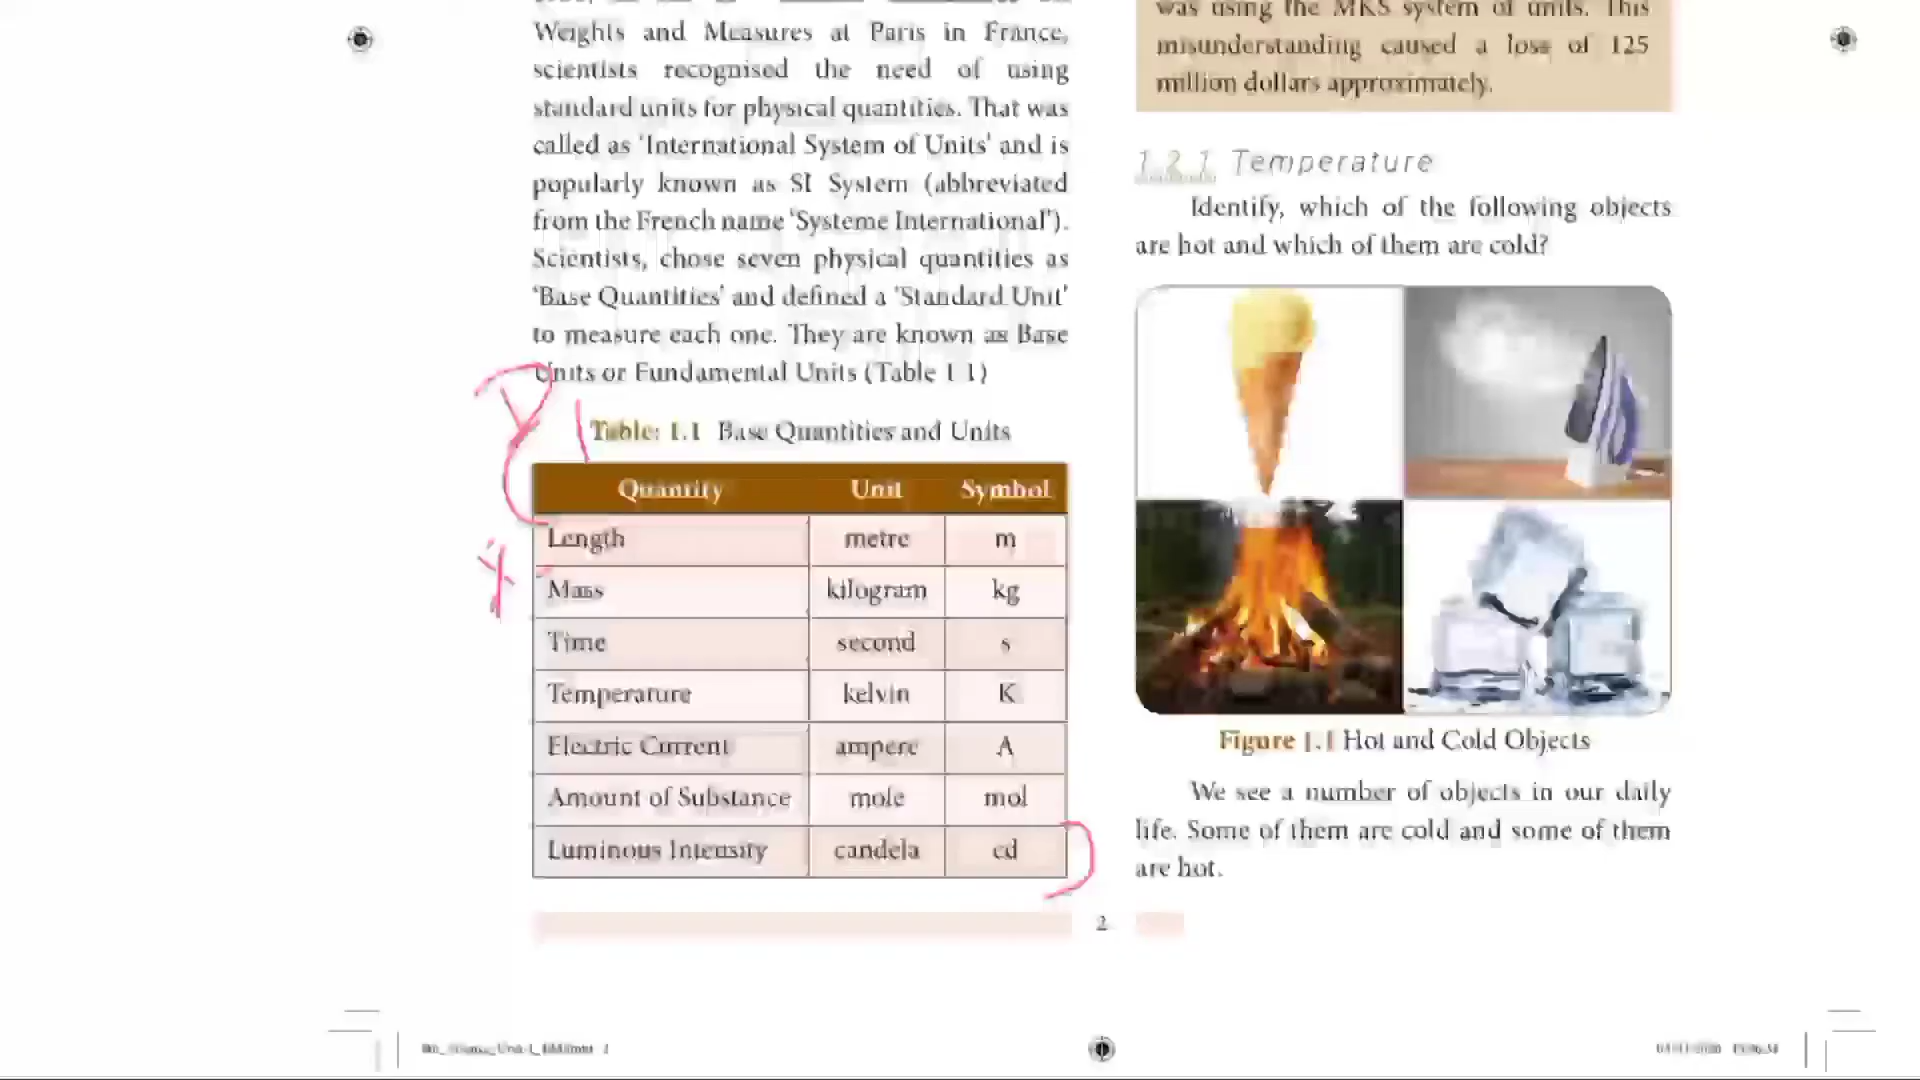 Weights and Measures at Paris in France,
scientists recognised the need of using
standard units for physical quantities. That was
called as 'International System of Units' and is
popularly known as SI System (abbreviated
from the French name 'Systeme International').
Scientists, chose seven physical quantities as
'Base Quantities' and defined a 'Standard Unit'
to measure each one. They are known as Base
Units or Fundamental Units (Table 1 1)
Table: 1.1 Base Quantities and Units
Quantity Unit Symbol
Length metre m
Mass kilogram kg
Time second s
Temperature kelvin K
Electric Current ampere A
Amount of Substance mole mol
Luminous Intensity candela cd
was using the MKS system of units. This
misunderstanding caused a loss of 125
million dollars approximately.
1.2.1 Temperature
Identify, which of the following objects
are hot and which of them are cold?
Figure 1.1 Hot and Cold Objects
We see a number of objects in our daily
life. Some of them are cold and some of them
are hot.
2